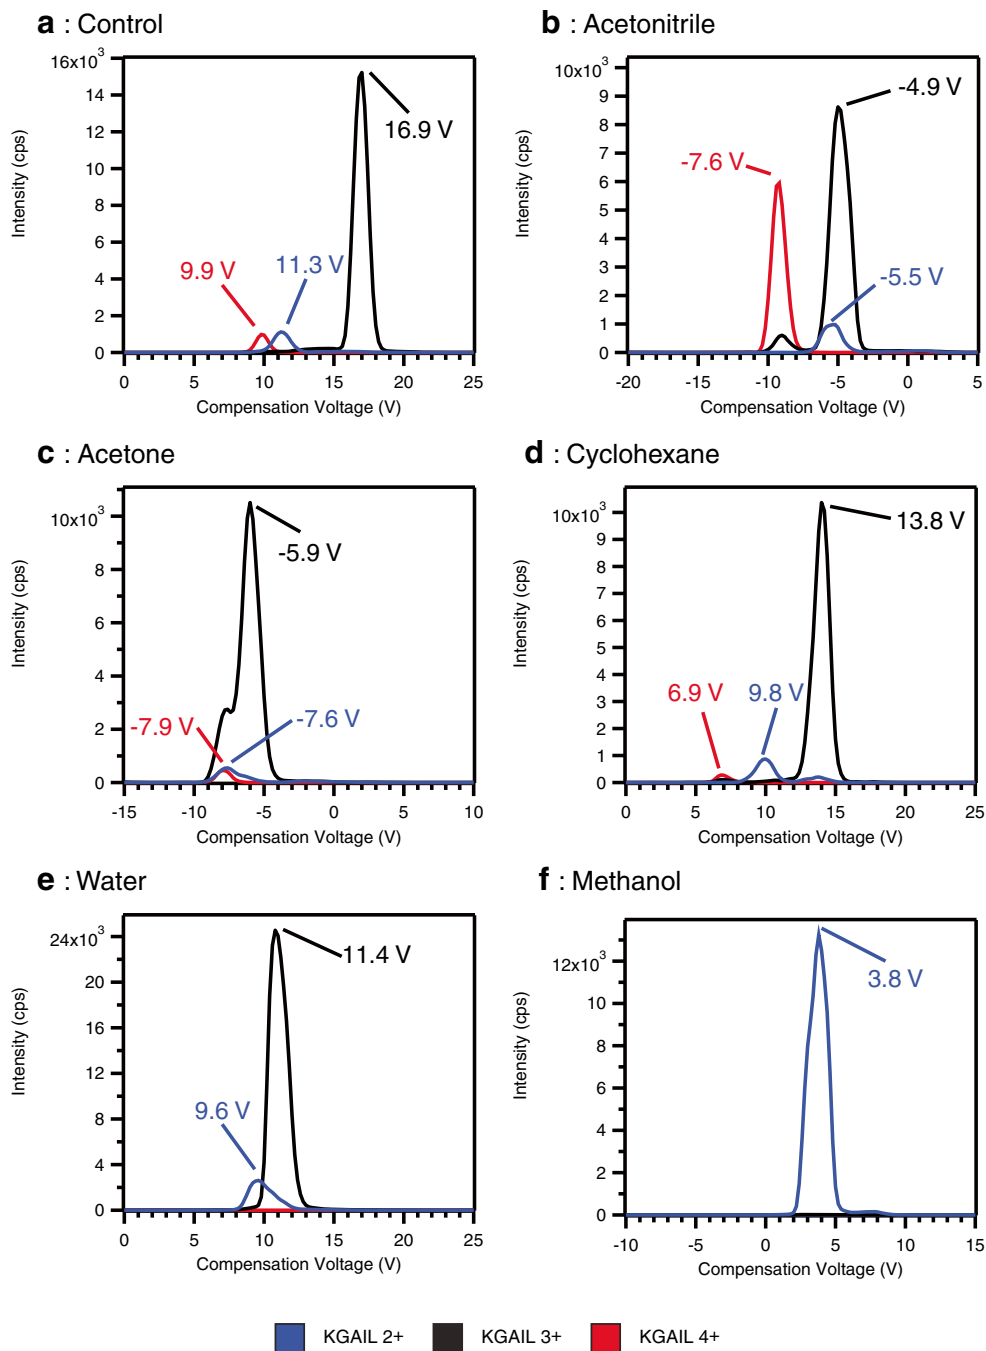 a : Control
16x10³
14
12
10
8
6
4
2
0
Intensity (cps)
16.9 V
9.9 V
11.3 V
0 5 10 15 20 25
Compensation Voltage (V)
b : Acetonitrile
10x10³
9
8
7
6
5
4
3
2
1
0
Intensity (cps)
-4.9 V
-7.6 V
-5.5 V
-20 -15 -10 -5 0 5
Compensation Voltage (V)
c : Acetone
10x10³
8
6
4
2
0
Intensity (cps)
-5.9 V
-7.9 V
-7.6 V
-15 -10 -5 0 5 10
Compensation Voltage (V)
d : Cyclohexane
10x10³
9
8
7
6
5
4
3
2
1
0
Intensity (cps)
13.8 V
6.9 V
9.8 V
0 5 10 15 20 25
Compensation Voltage (V)
e : Water
24x10³
20
16
12
8
4
0
Intensity (cps)
11.4 V
9.6 V
0 5 10 15 20 25
Compensation Voltage (V)
f : Methanol
12x10³
10
8
6
4
2
0
Intensity (cps)
3.8 V
-10 -5 0 5 10 15
Compensation Voltage (V)
KGAIL 2+ KGAIL 3+ KGAIL 4+